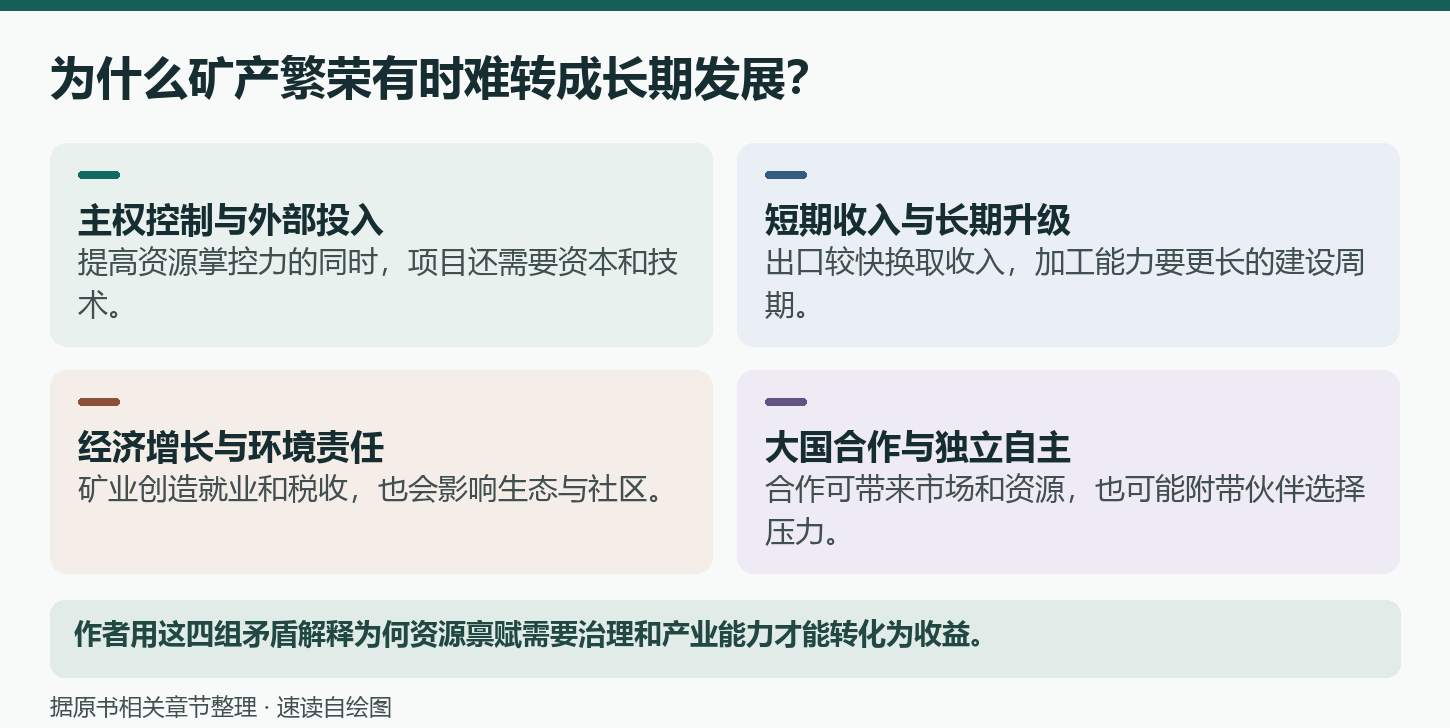 为什么矿产繁荣有时难转成长期发展?
主权控制与外部投入
提高资源掌控力的同时，项目还需要资本和技
术。
短期收入与长期升级
出口较快换取收入，加工能力要更长的建设周
期。
经济增长与环境责任
矿业创造就业和税收，也会影响生态与社区。
大国合作与独立自主
合作可带来市场和资源，也可能附带伙伴选择
压力。
作者用这四组矛盾解释为何资源禀赋需要治理和产业能力才能转化为收益。
据原书相关章节整理 · 速读自绘图